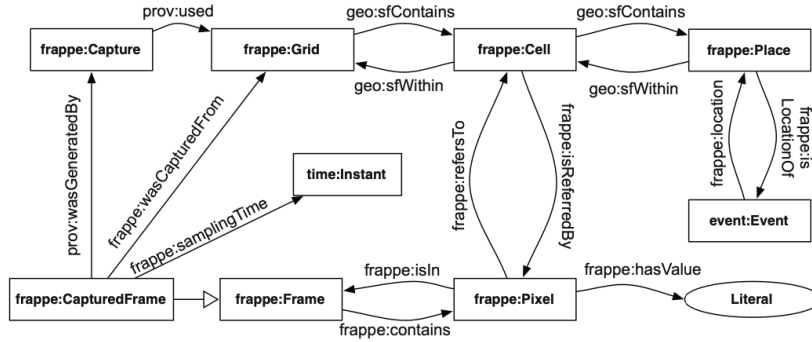 prov:used
geo:sfContains
geo:sfContains
frappe:Capture
frappe:Grid
frappe:Cell
frappe:Place
geo:sfWithin
geo:sfWithin
prov:wasGeneratedBy
frappe:wasCapturedFrom
frappe:samplingTime
time:Instant
frappe:refersTo
frappe:isReferredBy
frappe:location
frappe:is
LocationOf
event:Event
frappe:isIn
frappe:hasValue
frappe:CapturedFrame
frappe:Frame
frappe:Pixel
Literal
frappe:contains